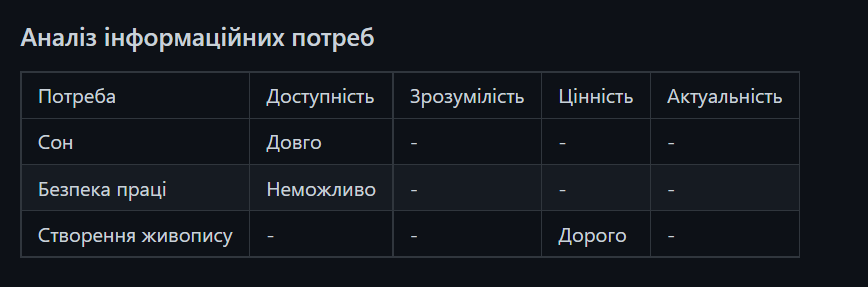 Аналіз інформаційних потреб
Потреба Доступність Зрозумілість Цінність Актуальність
Сон Довго - - -
Безпека праці Неможливо - - -
Створення живопису - - Дорого -